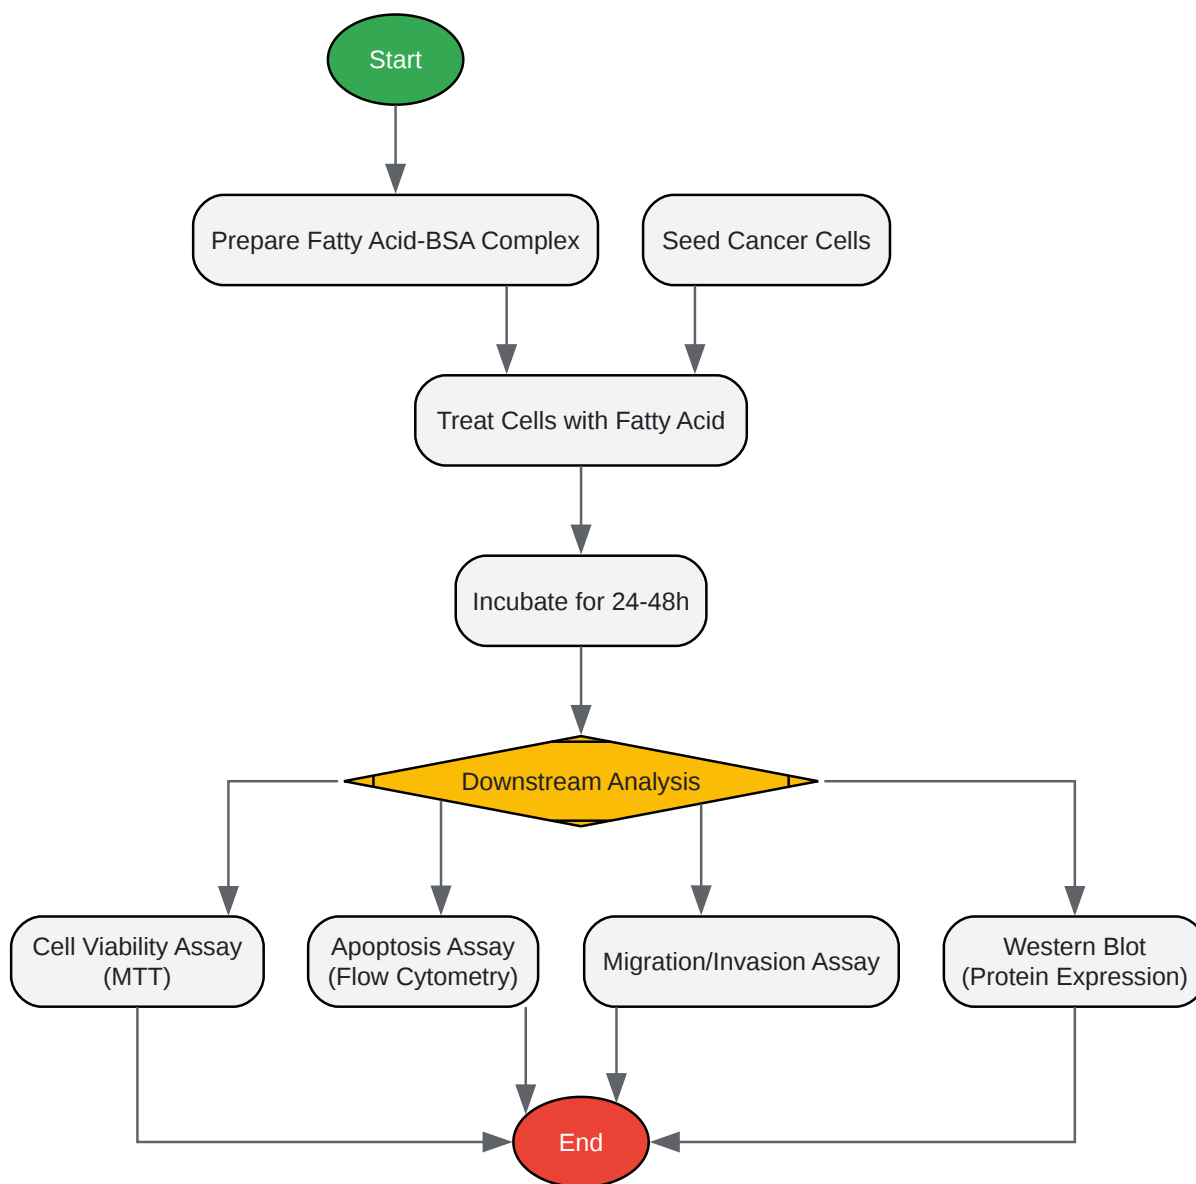 Start
Prepare Fatty Acid-BSA Complex
Seed Cancer Cells
Treat Cells with Fatty Acid
Incubate for 24-48h
Downstream Analysis
Cell Viability Assay
(MTT)
Apoptosis Assay
(Flow Cytometry)
Migration/Invasion Assay
Western Blot
(Protein Expression)
End